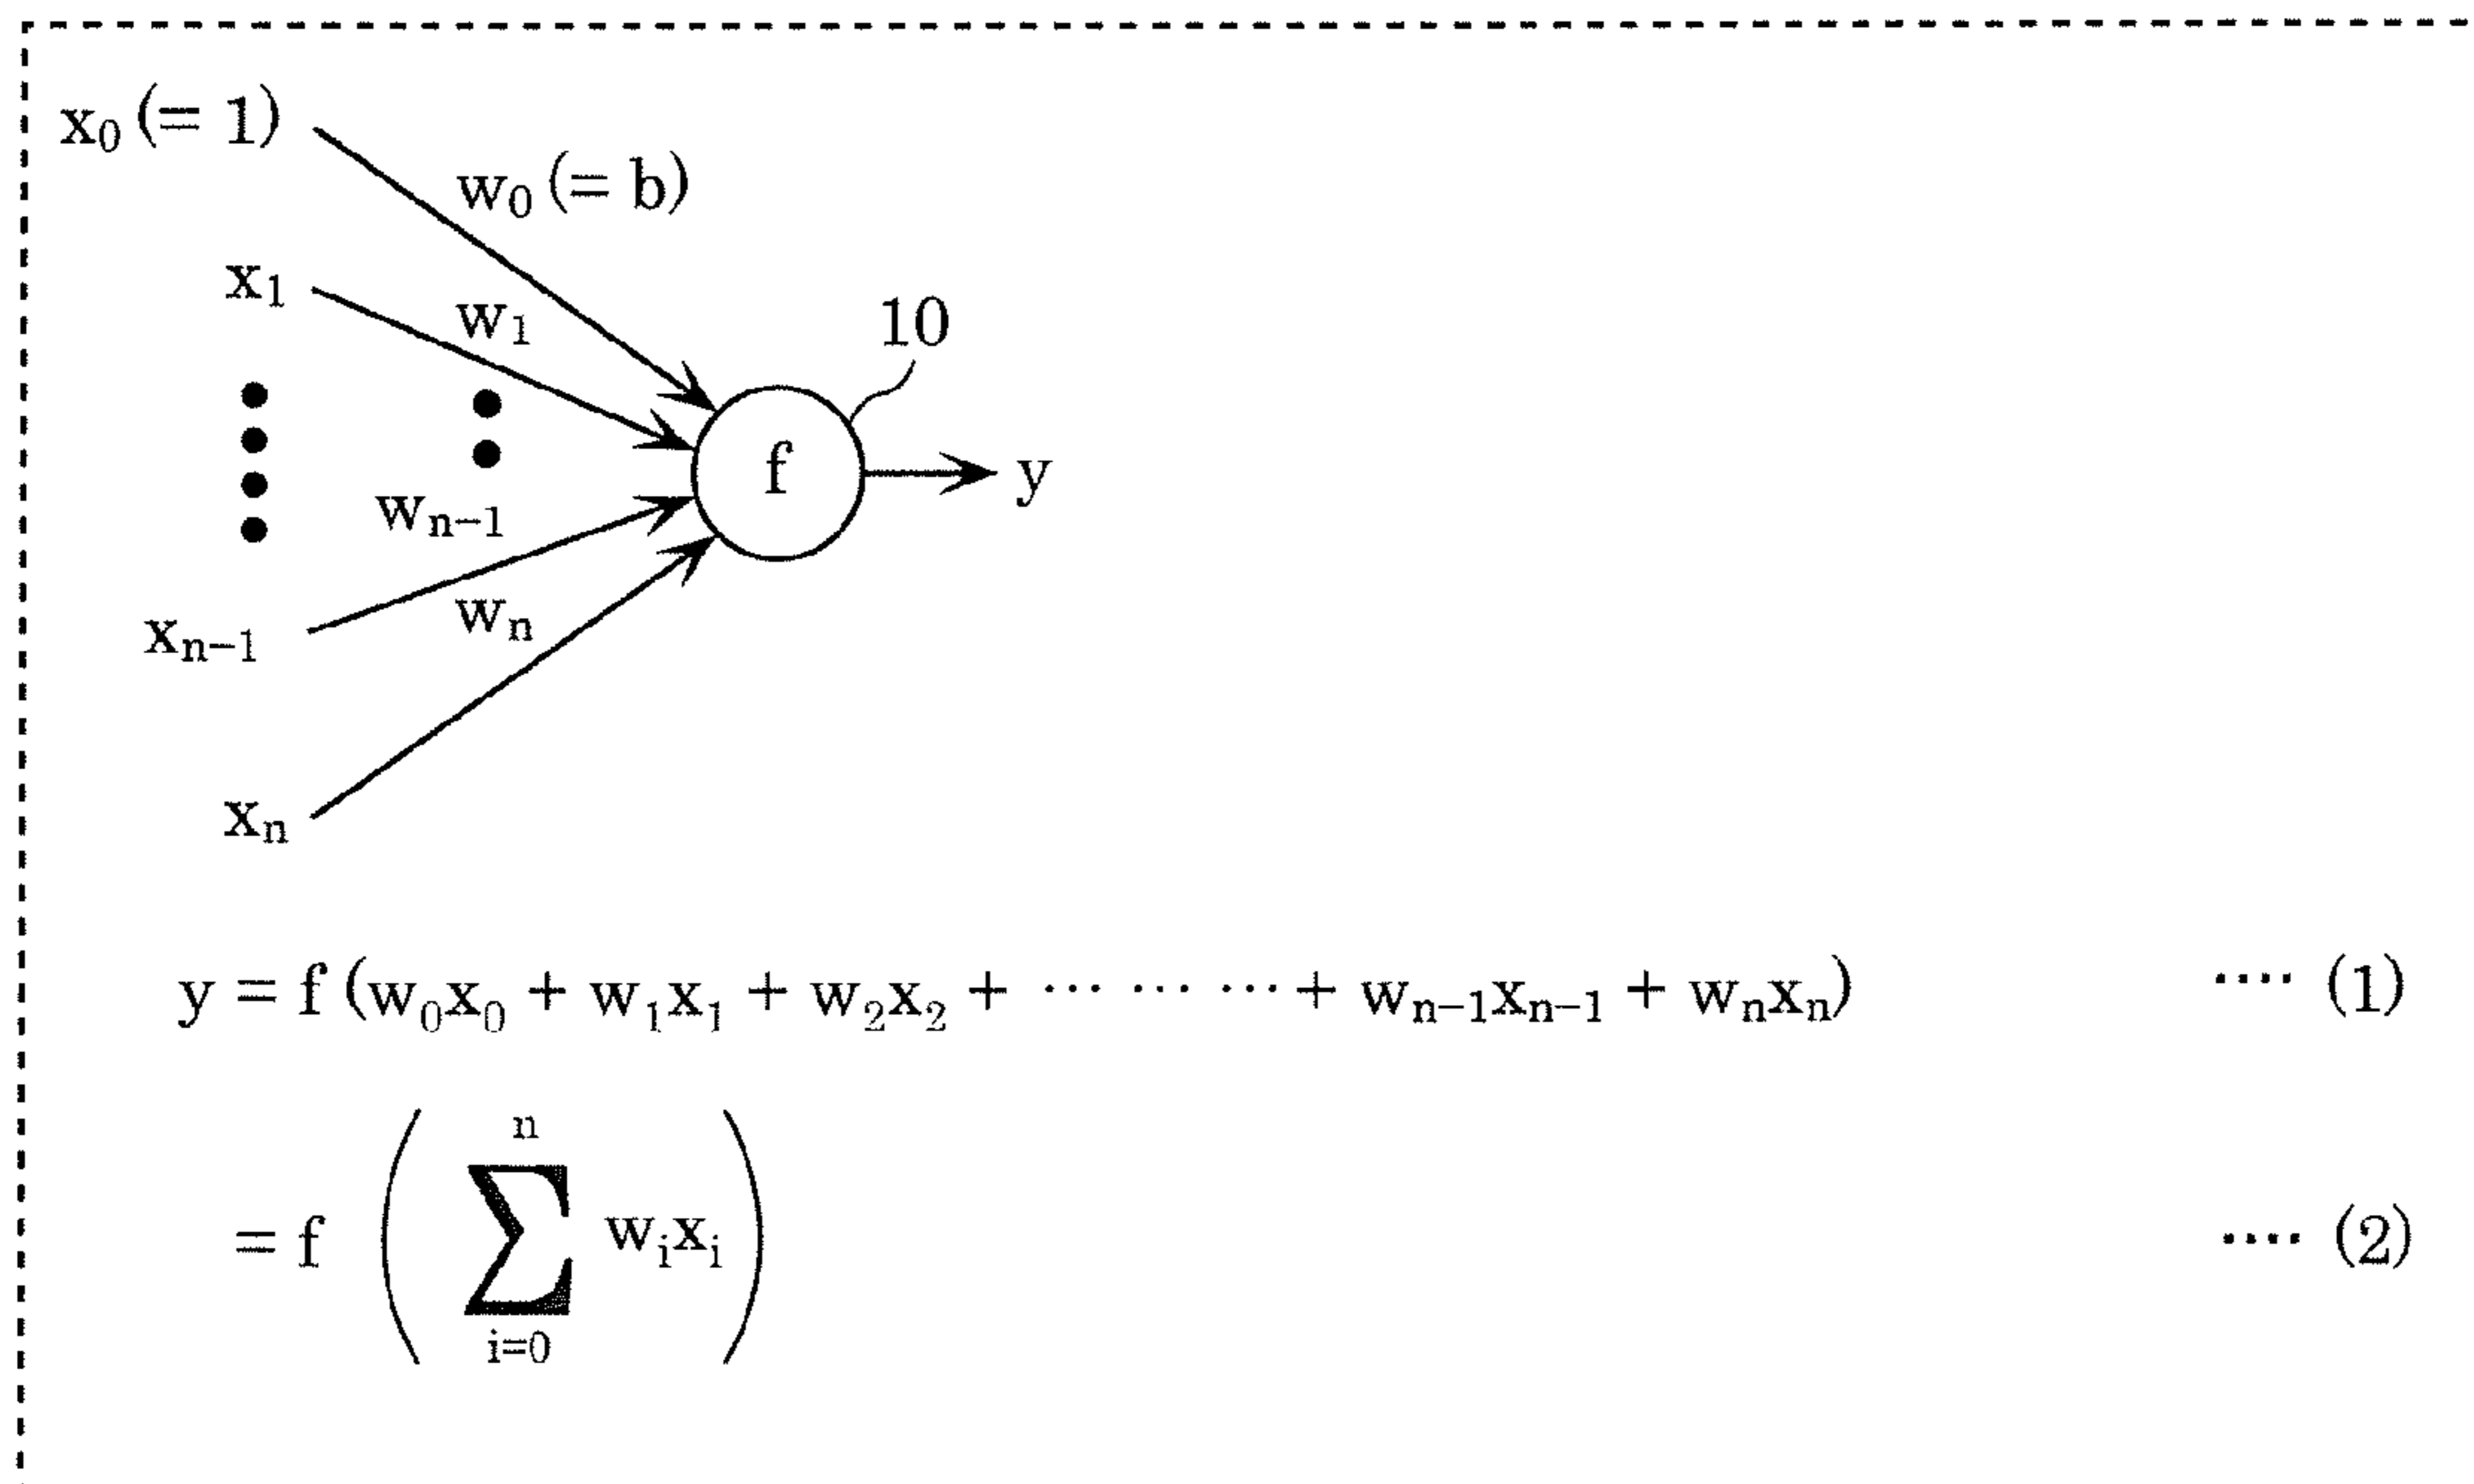 x₀ (= 1)
w₀ (= b)
x₁
w₁
10
f
y
wₙ₋₁
wₙ
xₙ₋₁
xₙ
y = f (w₀x₀ + w₁x₁ + w₂x₂ + ··· ··· ··· + wₙ₋₁xₙ₋₁ + wₙxₙ) ···· (1)
n
= f ( ∑ wᵢxᵢ ) ···· (2)
i=0